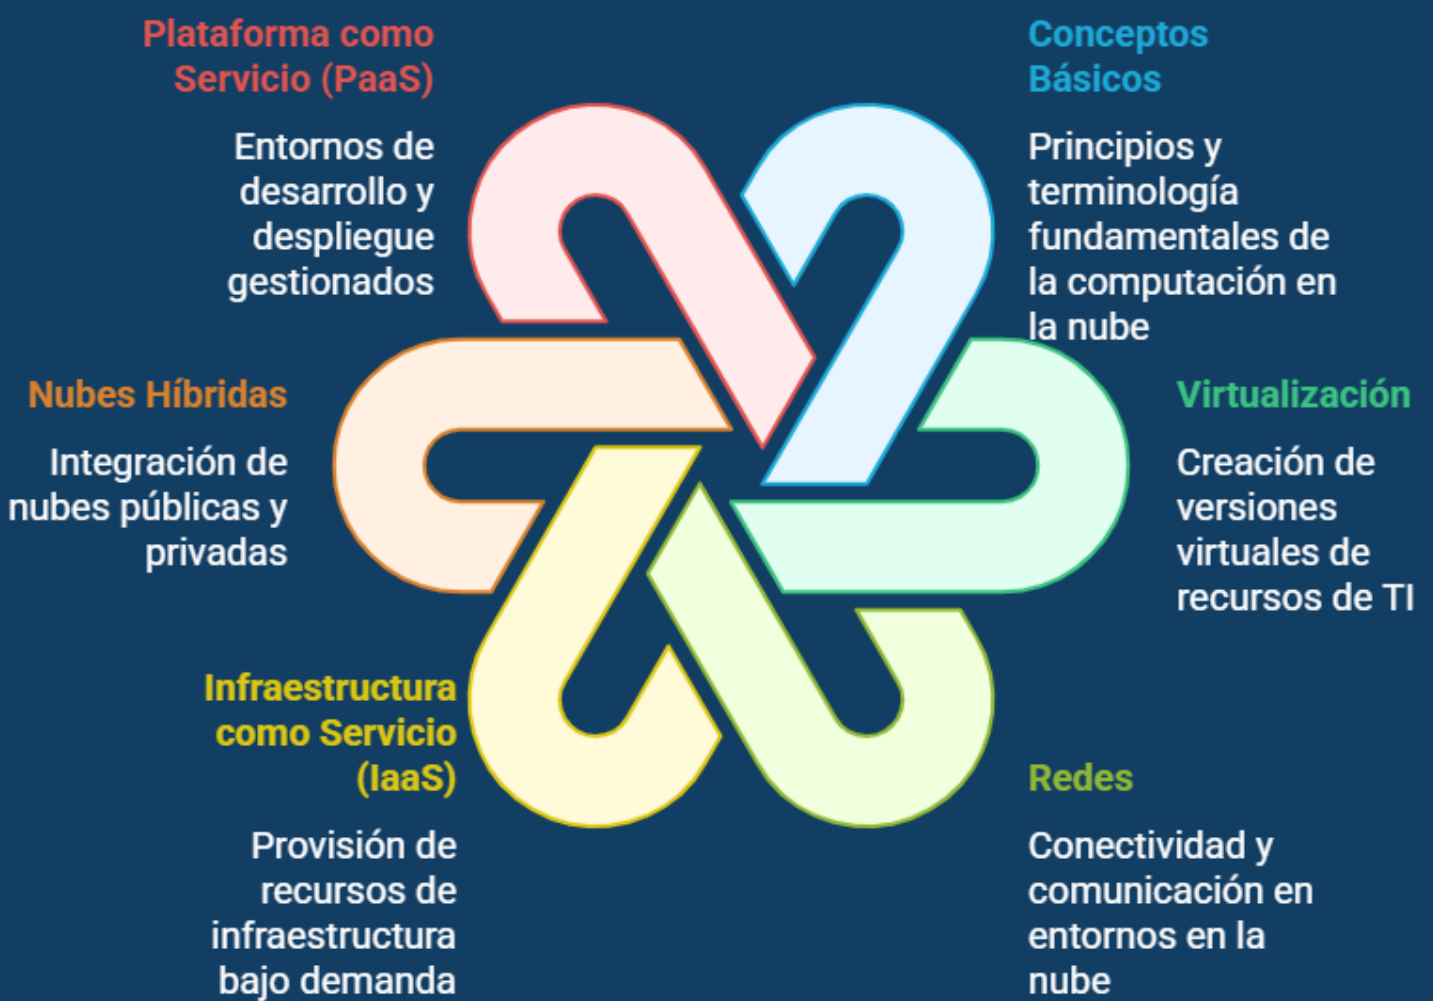 Plataforma como
Servicio (PaaS)
Entornos de
desarrollo y
despliegue
gestionados
Conceptos
Básicos
Principios y
terminología
fundamentales de
la computación en
la nube
Nubes Híbridas
Integración de
nubes públicas y
privadas
Virtualización
Creación de
versiones
virtuales de
recursos de TI
Infraestructura
como Servicio
(IaaS)
Provisión de
recursos de
infraestructura
bajo demanda
Redes
Conectividad y
comunicación en
entornos en la
nube